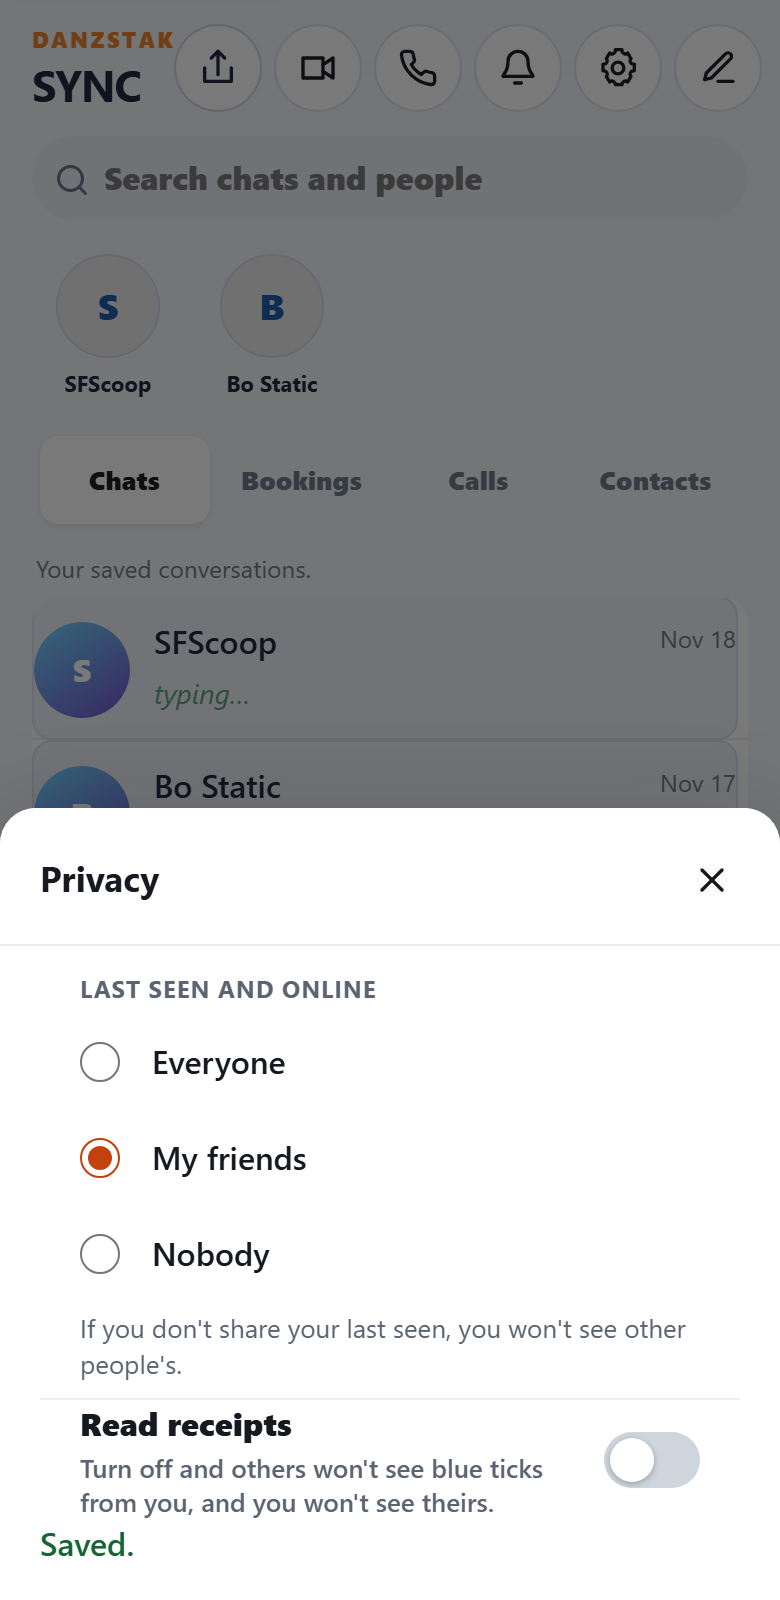 DANZSTAK
SYNC
Search chats and people
S
B
SFScoop
Bo Static
Chats
Bookings
Calls
Contacts
Your saved conversations.
S
SFScoop
Nov 18
typing...
Bo Static
Nov 17
Privacy
LAST SEEN AND ONLINE
Everyone
My friends
Nobody
If you don't share your last seen, you won't see other
people's.
Read receipts
Turn off and others won't see blue ticks
from you, and you won't see theirs.
Saved.